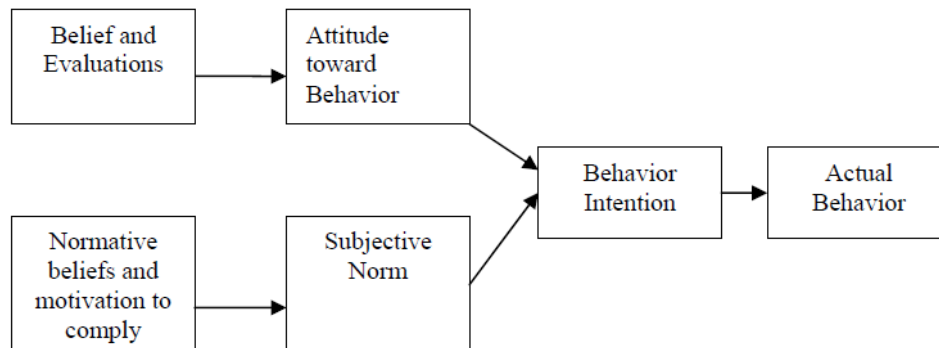 Belief and
Evaluations
Attitude
toward
Behavior
Behavior
Intention
Actual
Behavior
Normative
beliefs and
motivation to
comply
Subjective
Norm